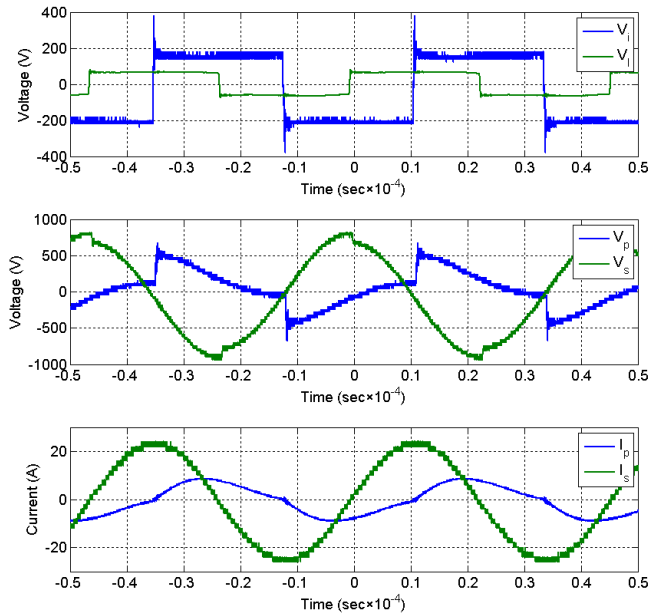 400
200
0
-200
-400
Voltage (V)
V_i
V_l
-0.5 -0.4 -0.3 -0.2 -0.1 0 0.1 0.2 0.3 0.4 0.5
Time (sec×10^-4)
1000
500
0
-500
-1000
Voltage (V)
V_p
V_s
-0.5 -0.4 -0.3 -0.2 -0.1 0 0.1 0.2 0.3 0.4 0.5
Time (sec×10^-4)
20
0
-20
Current (A)
I_p
I_s
-0.5 -0.4 -0.3 -0.2 -0.1 0 0.1 0.2 0.3 0.4 0.5
Time (sec×10^-4)